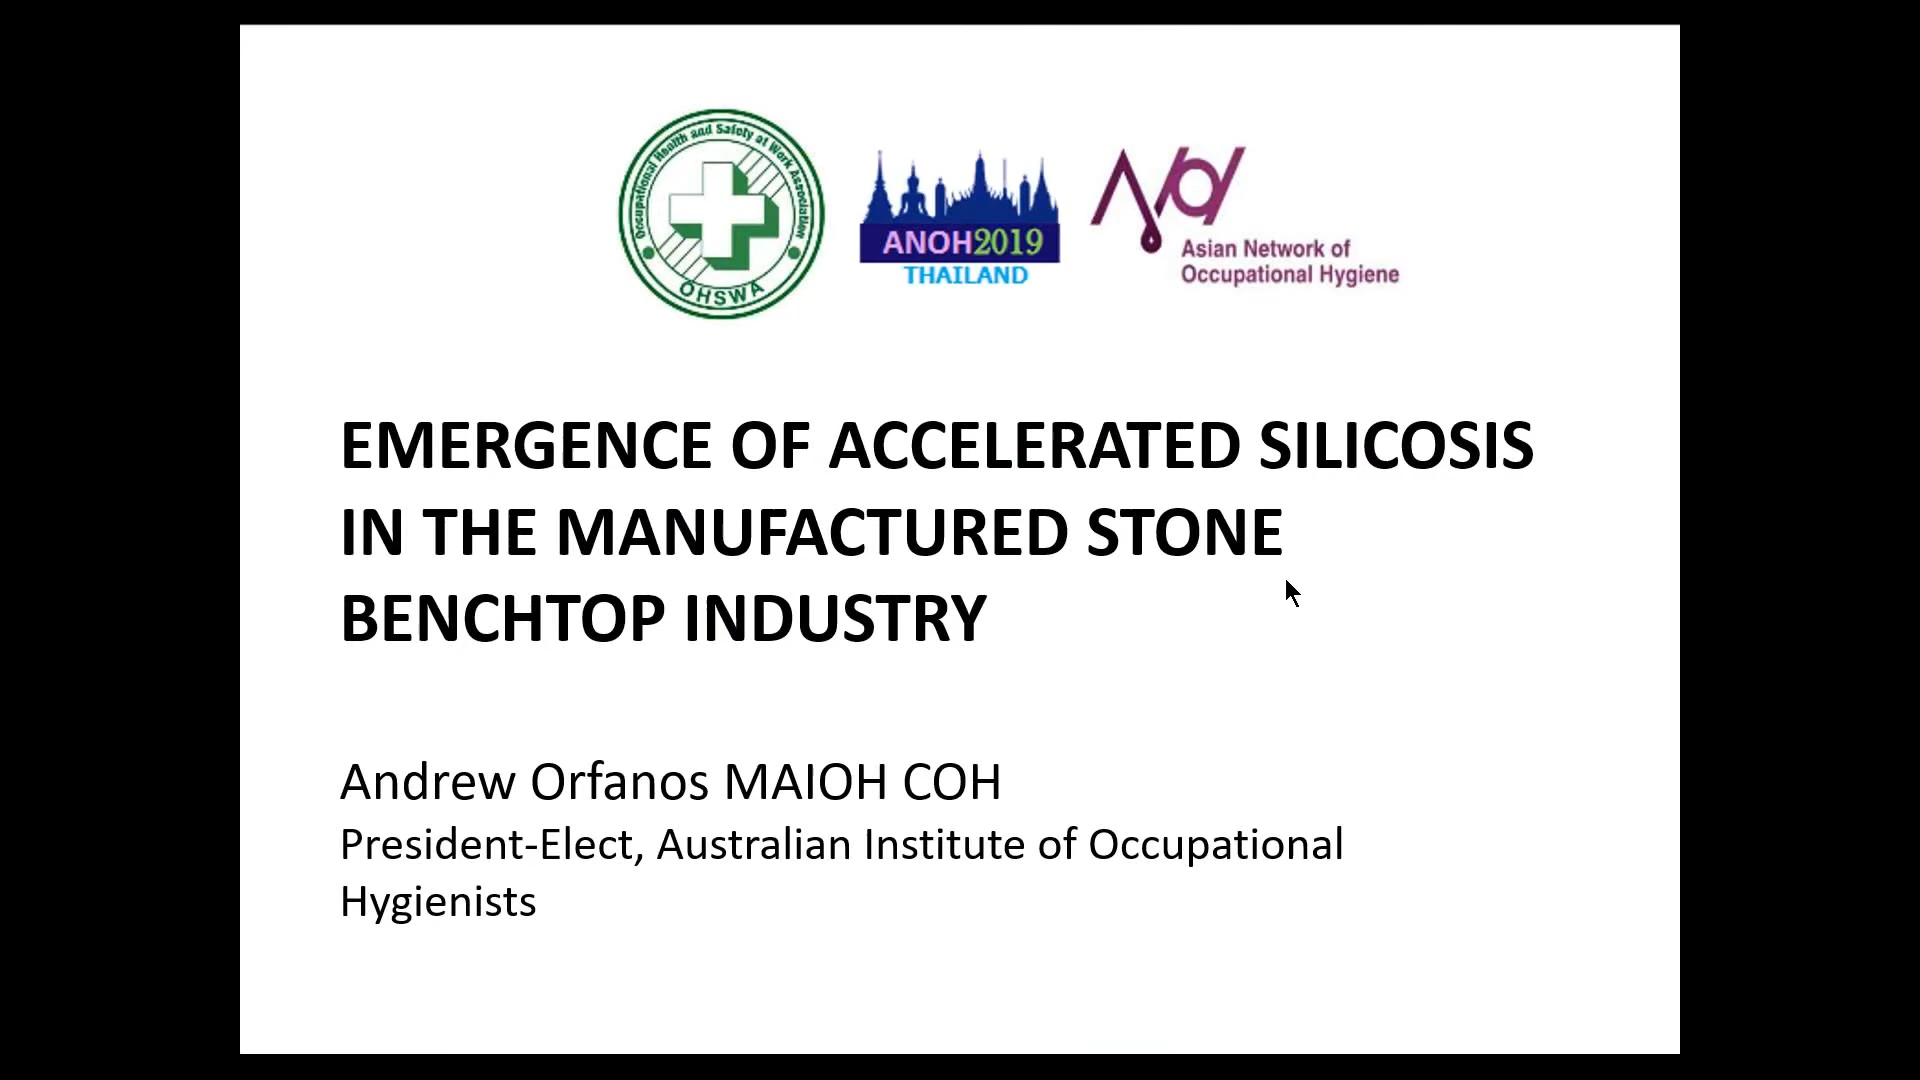 Occupational Health and Safety at Work Association
OHSWA
ANOH2019
THAILAND
Asian Network of
Occupational Hygiene
EMERGENCE OF ACCELERATED SILICOSIS
IN THE MANUFACTURED STONE
BENCHTOP INDUSTRY
Andrew Orfanos MAIOH COH
President-Elect, Australian Institute of Occupational
Hygienists